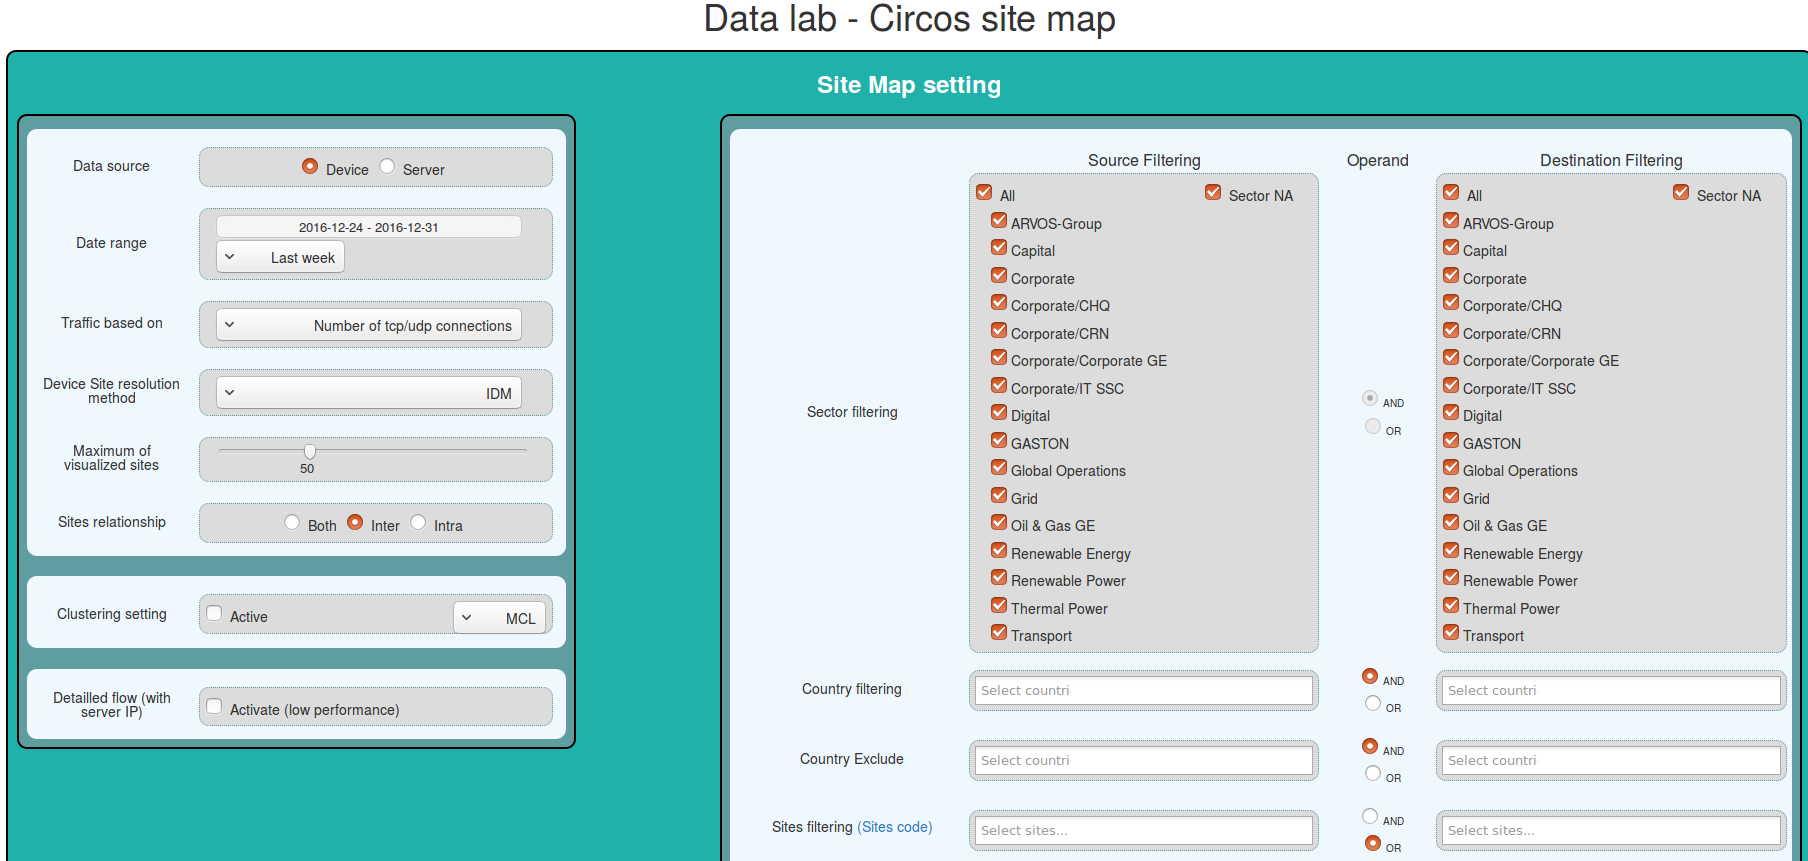 Data lab - Circos site map
Site Map setting
Data source
Device Server
Date range
2016-12-24 - 2016-12-31
Last week
Traffic based on
Number of tcp/udp connections
Device Site resolution
method
IDM
Maximum of
visualized sites
50
Sites relationship
Both Inter Intra
Clustering setting
Active
MCL
Detailled flow (with
server IP)
Activate (low performance)
Source Filtering
Operand
Destination Filtering
Sector filtering
All Sector NA
ARVOS-Group
Capital
Corporate
Corporate/CHQ
Corporate/CRN
Corporate/Corporate GE
Corporate/IT SSC
Digital
GASTON
Global Operations
Grid
Oil & Gas GE
Renewable Energy
Renewable Power
Thermal Power
Transport
AND
OR
All Sector NA
ARVOS-Group
Capital
Corporate
Corporate/CHQ
Corporate/CRN
Corporate/Corporate GE
Corporate/IT SSC
Digital
GASTON
Global Operations
Grid
Oil & Gas GE
Renewable Energy
Renewable Power
Thermal Power
Transport
Country filtering
Select countri
AND
OR
Select countri
Country Exclude
Select countri
AND
OR
Select countri
Sites filtering (Sites code)
Select sites...
AND
OR
Select sites...